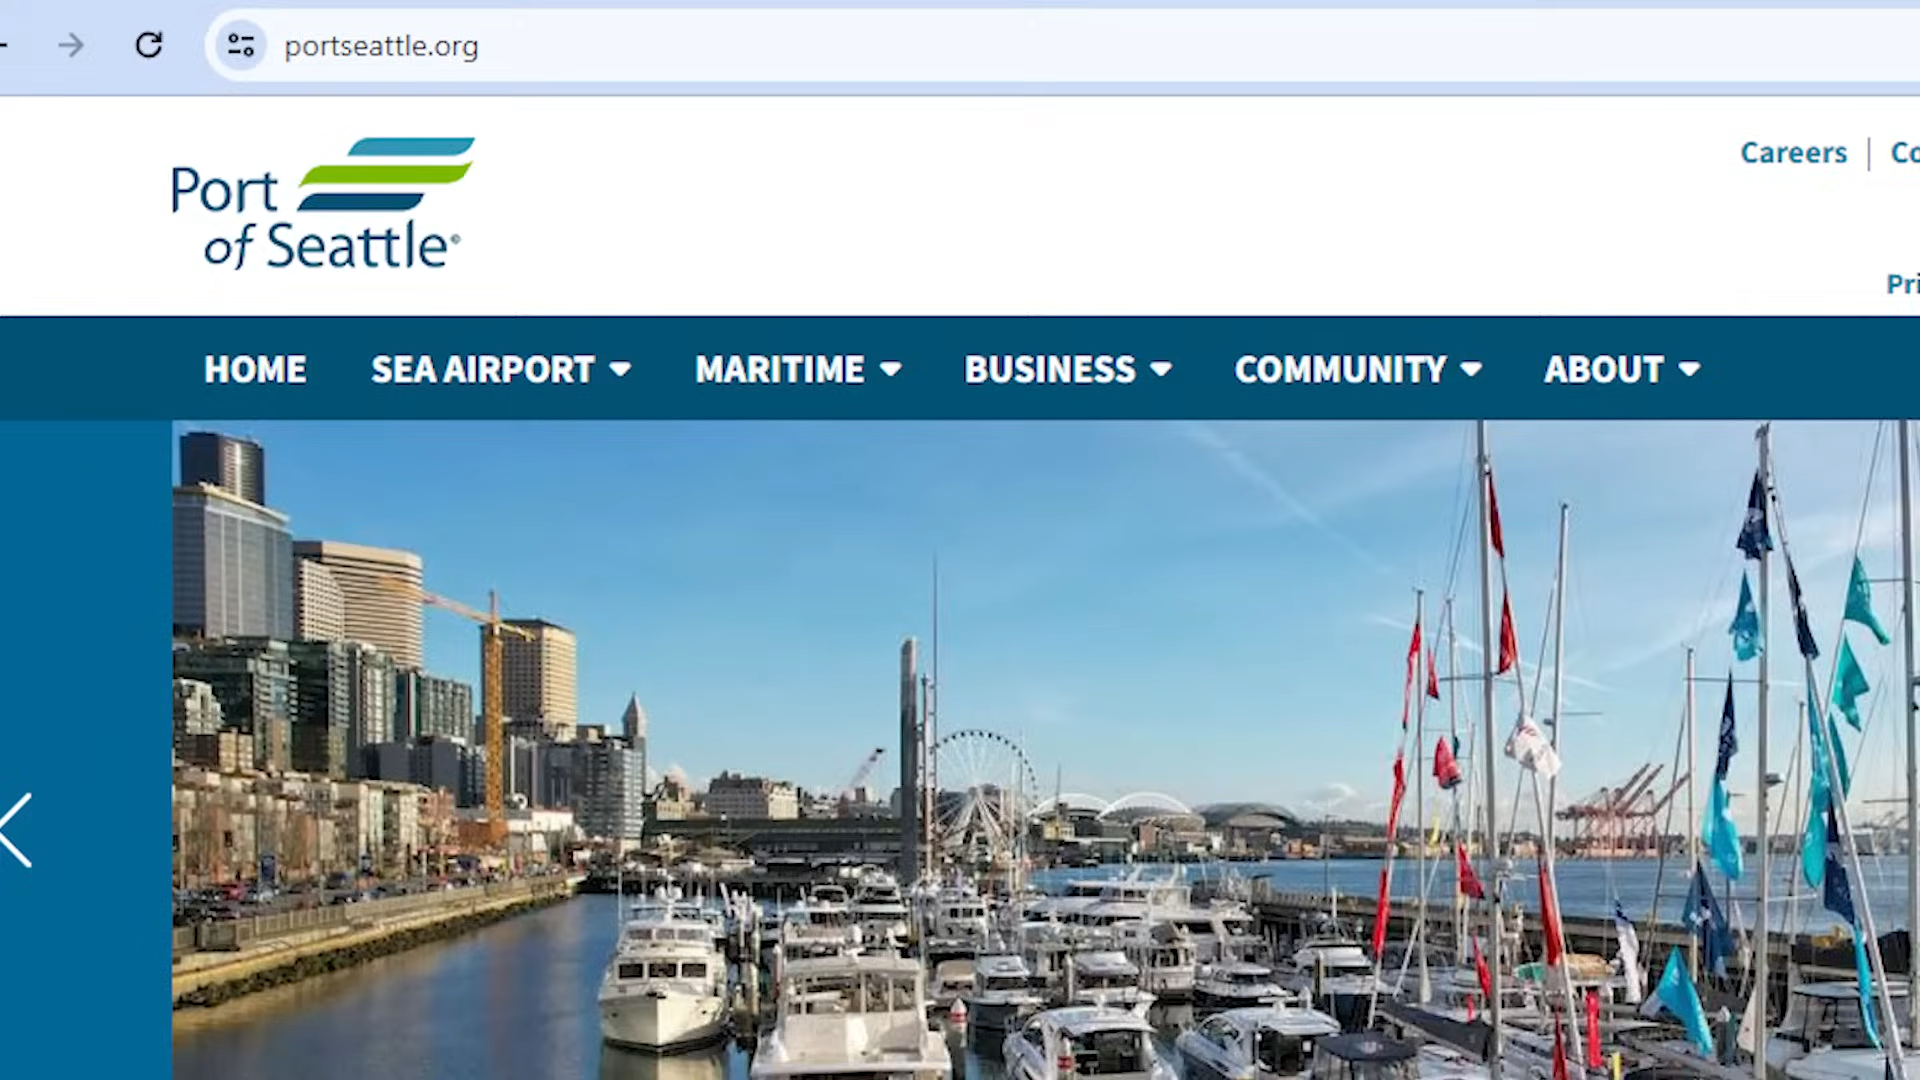 portseattle.org
Careers
Port
of Seattle®
HOME SEA AIRPORT MARITIME BUSINESS COMMUNITY ABOUT